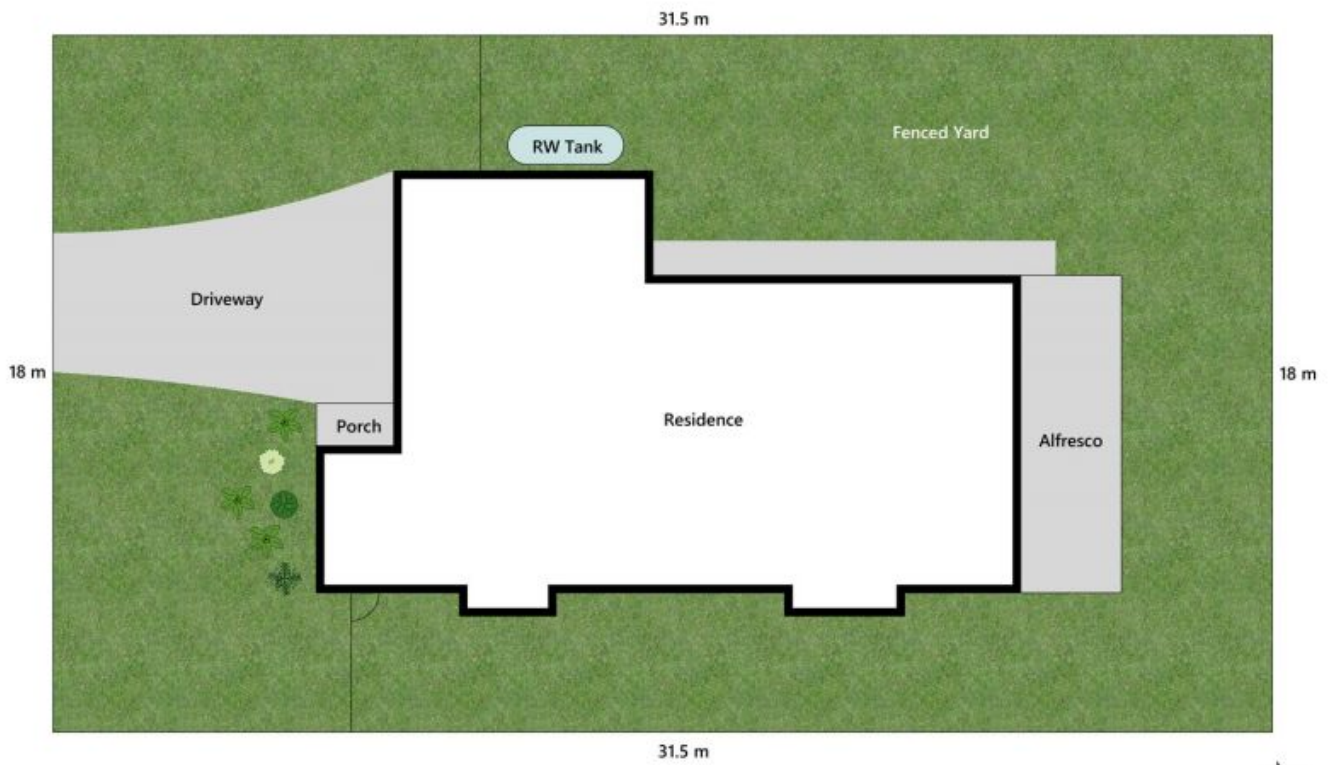 31.5 m
Fenced Yard
RW Tank
Driveway
18 m
18 m
Residence
Porch
Alfresco
31.5 m